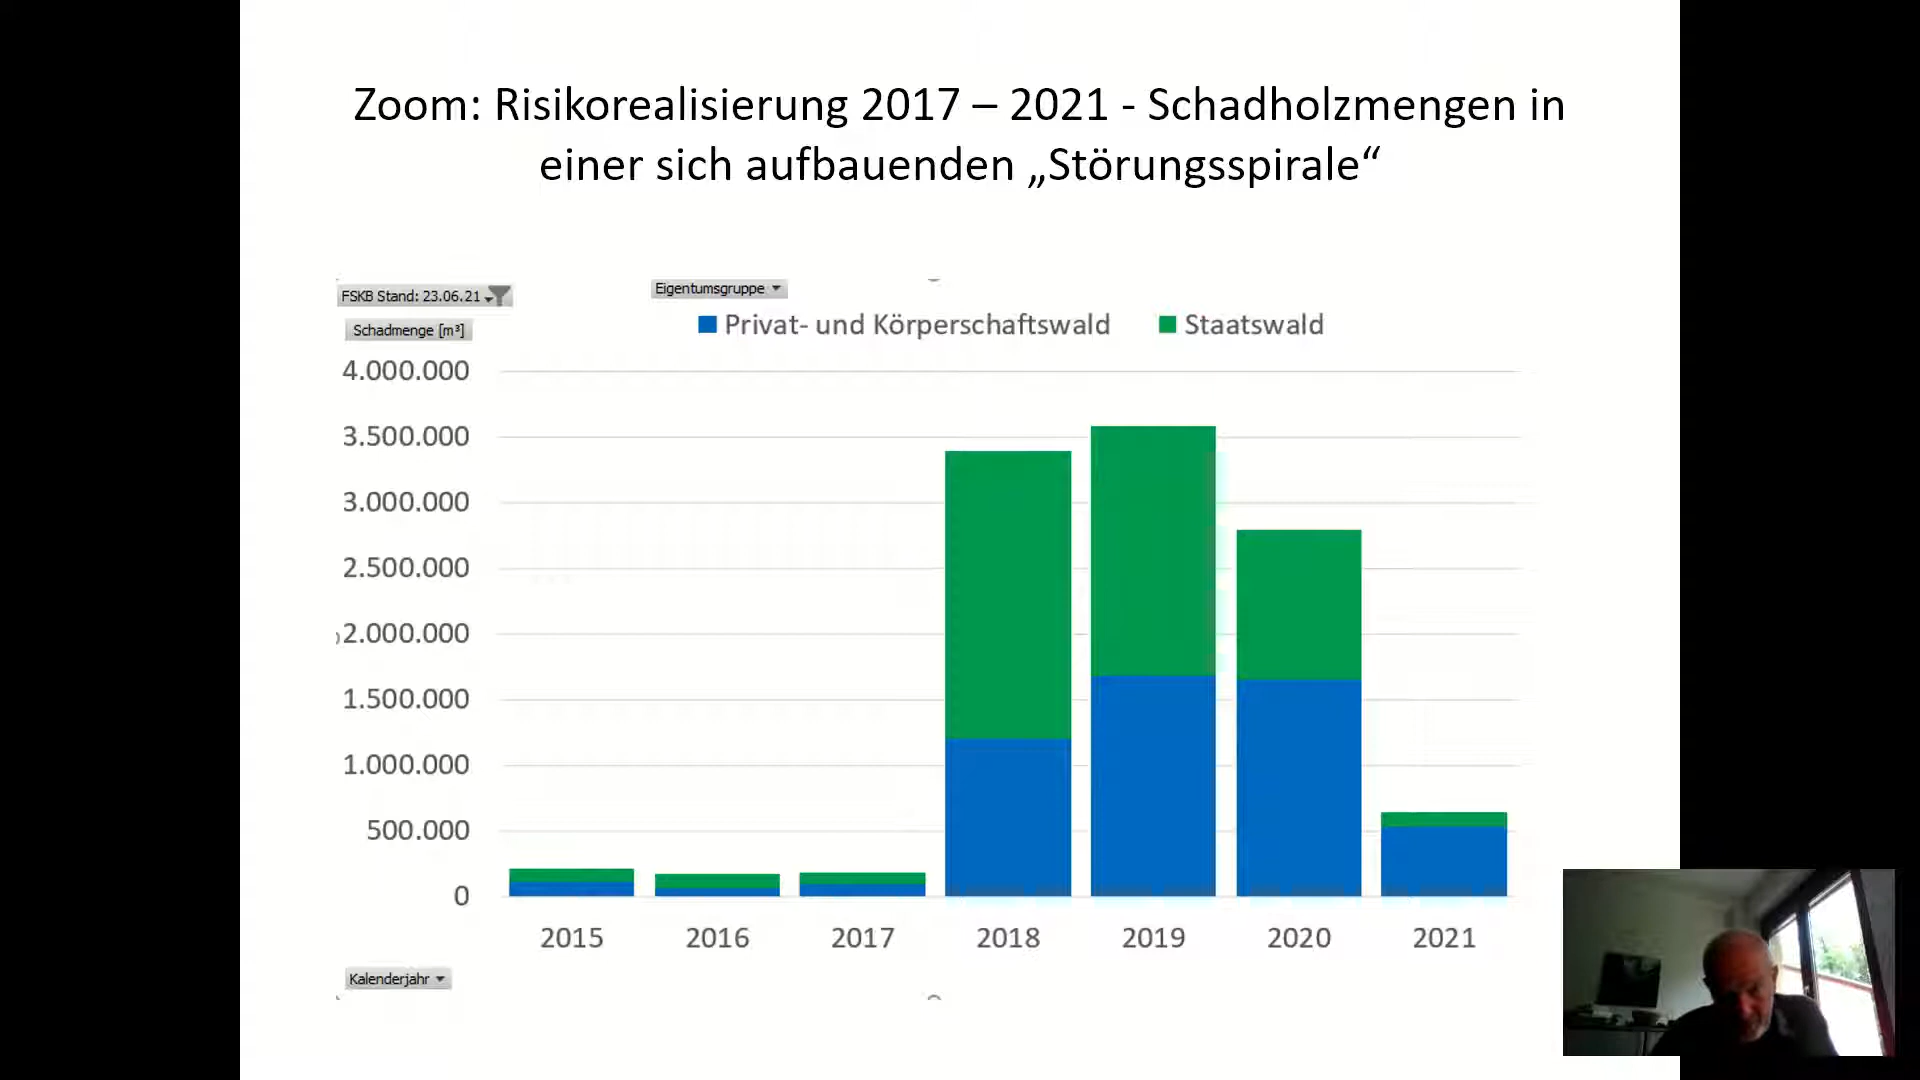 Zoom: Risikorealisierung 2017 – 2021 - Schadholzmengen in
einer sich aufbauenden „Störungsspirale“
FSKB Stand: 23.06.21
Eigentumsgruppe
Schadmenge [m³]
Privat- und Körperschaftswald
Staatswald
4.000.000
3.500.000
3.000.000
2.500.000
2.000.000
1.500.000
1.000.000
500.000
0
2015 2016 2017 2018 2019 2020 2021
Kalenderjahr